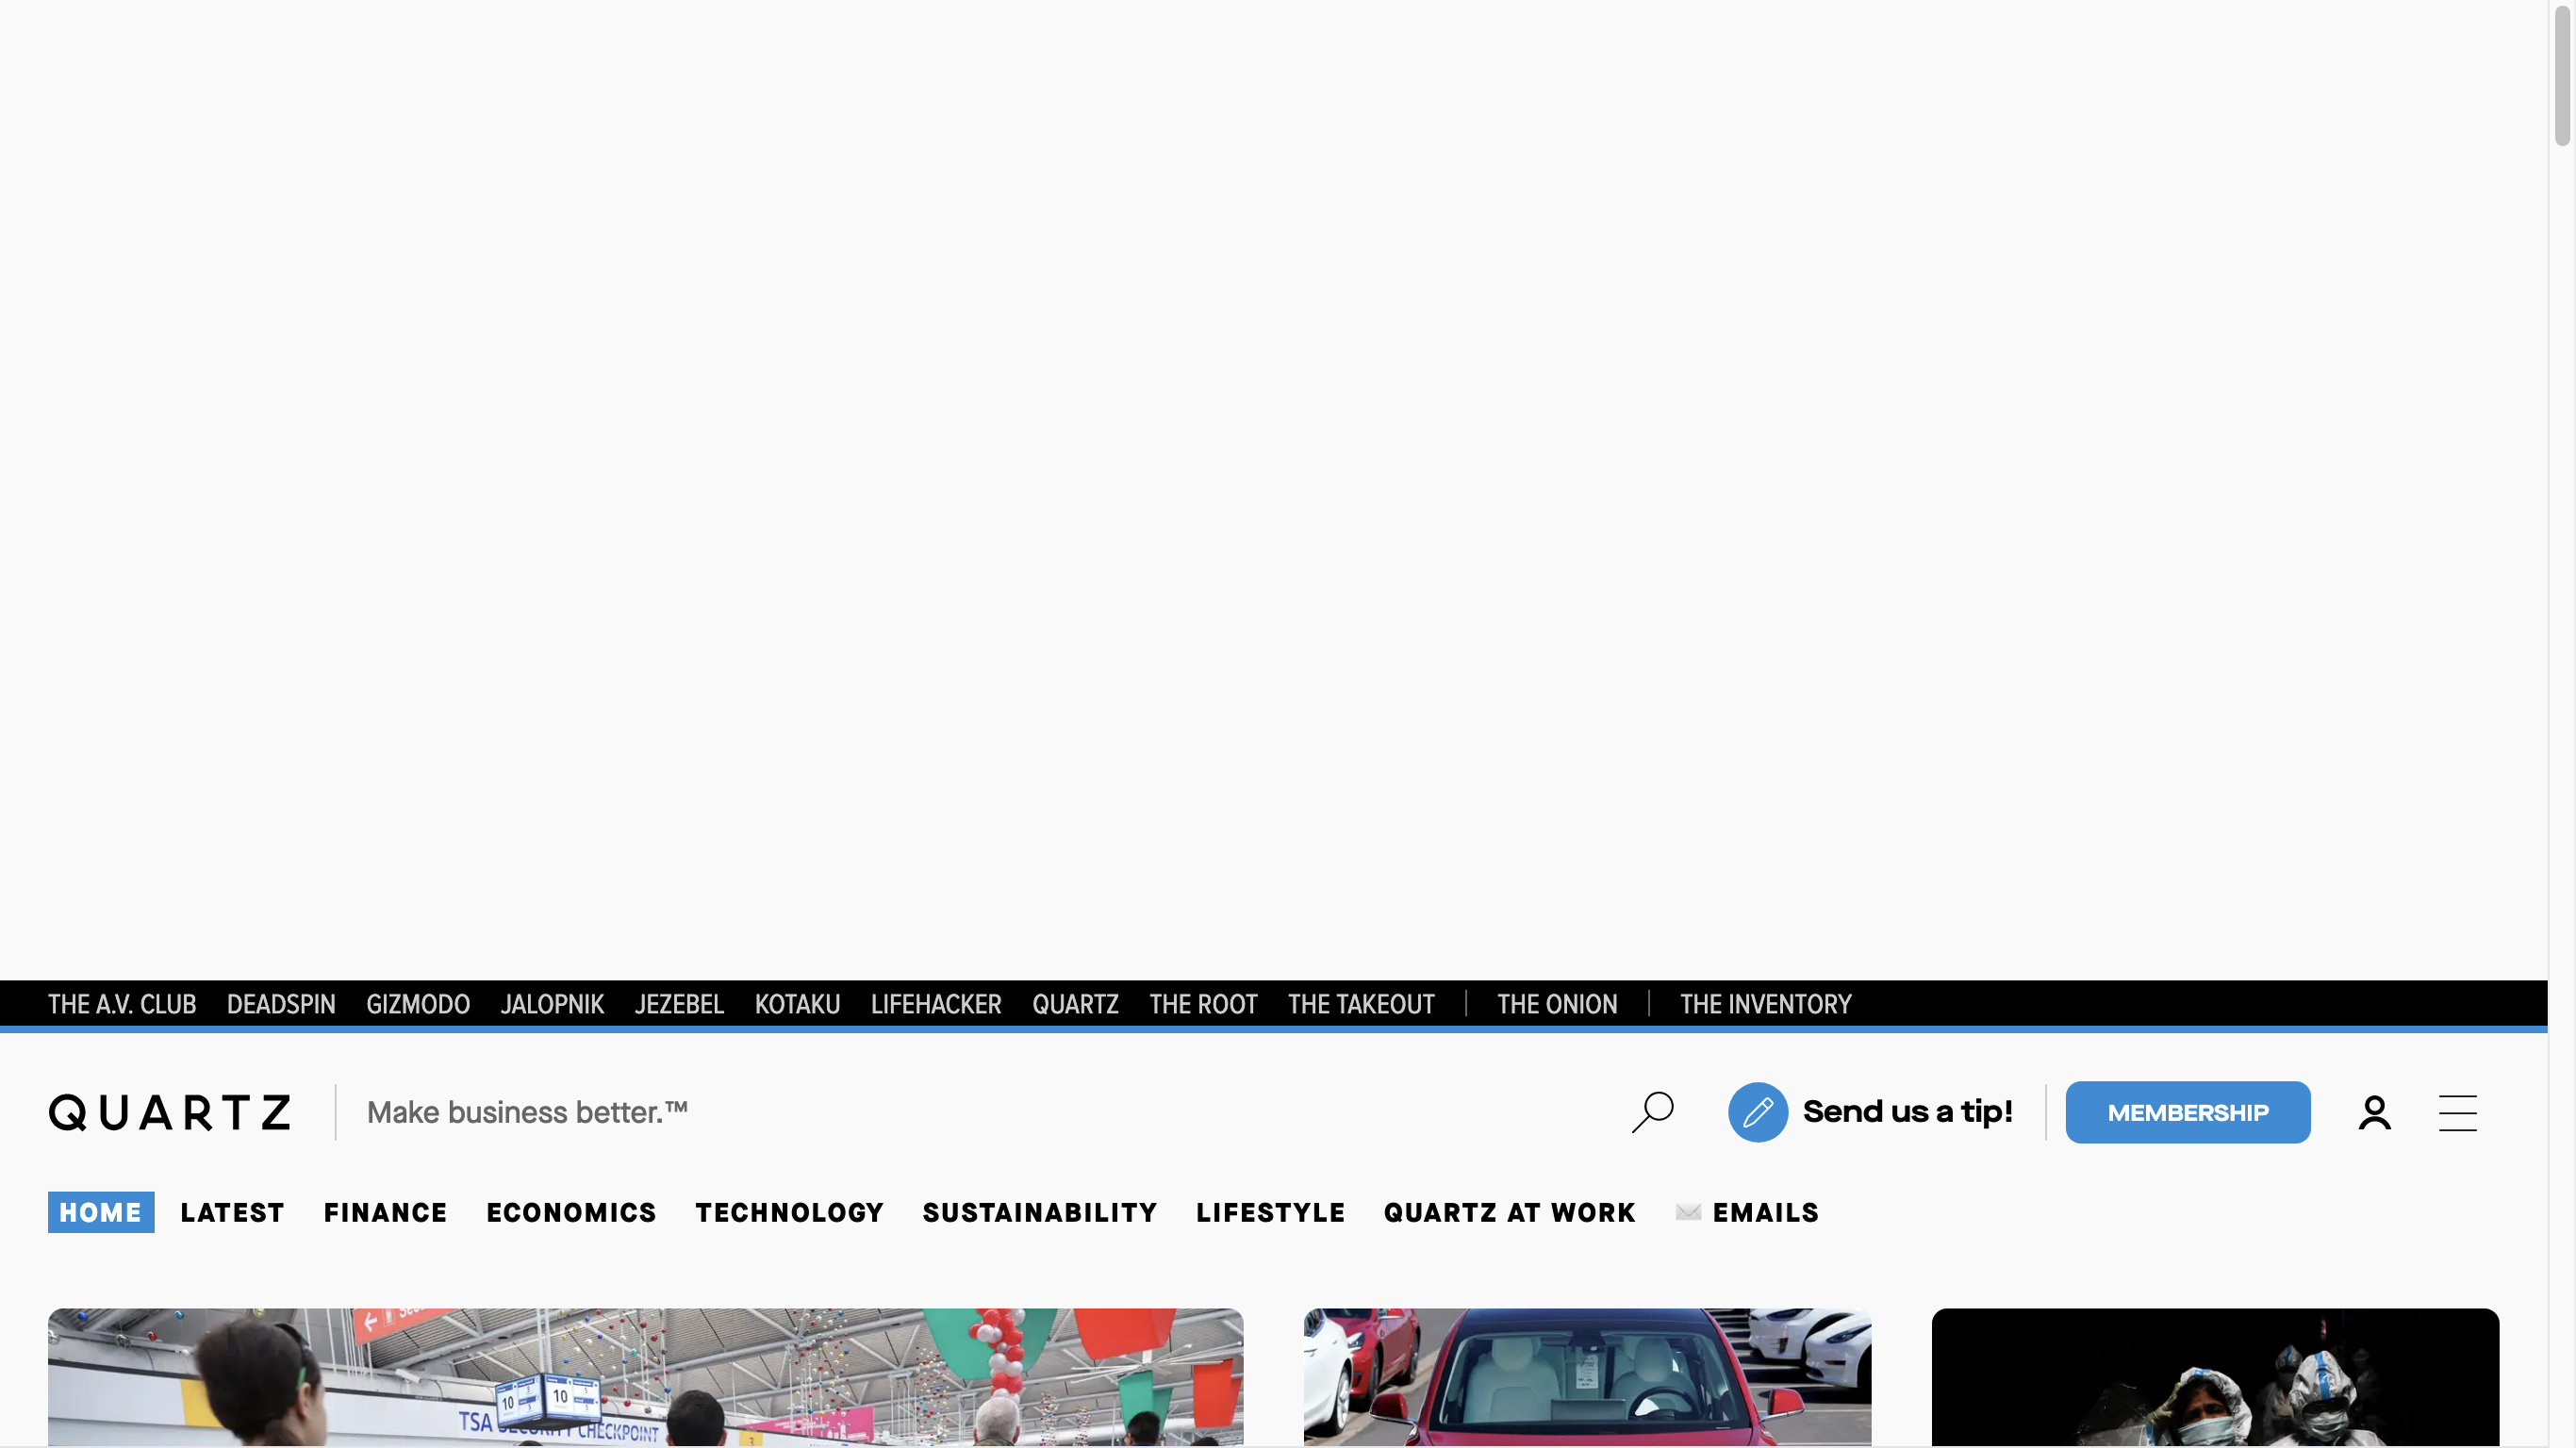 THE A.V. CLUB DEADSPIN GIZMODO JALOPNIK JEZEBEL KOTAKU LIFEHACKER QUARTZ THE ROOT THE TAKEOUT THE ONION THE INVENTORY
QUARTZ Make business better.™ Send us a tip! MEMBERSHIP
HOME LATEST FINANCE ECONOMICS TECHNOLOGY SUSTAINABILITY LIFESTYLE QUARTZ AT WORK EMAILS
10 10
TSA SECURITY CHECKPOINT